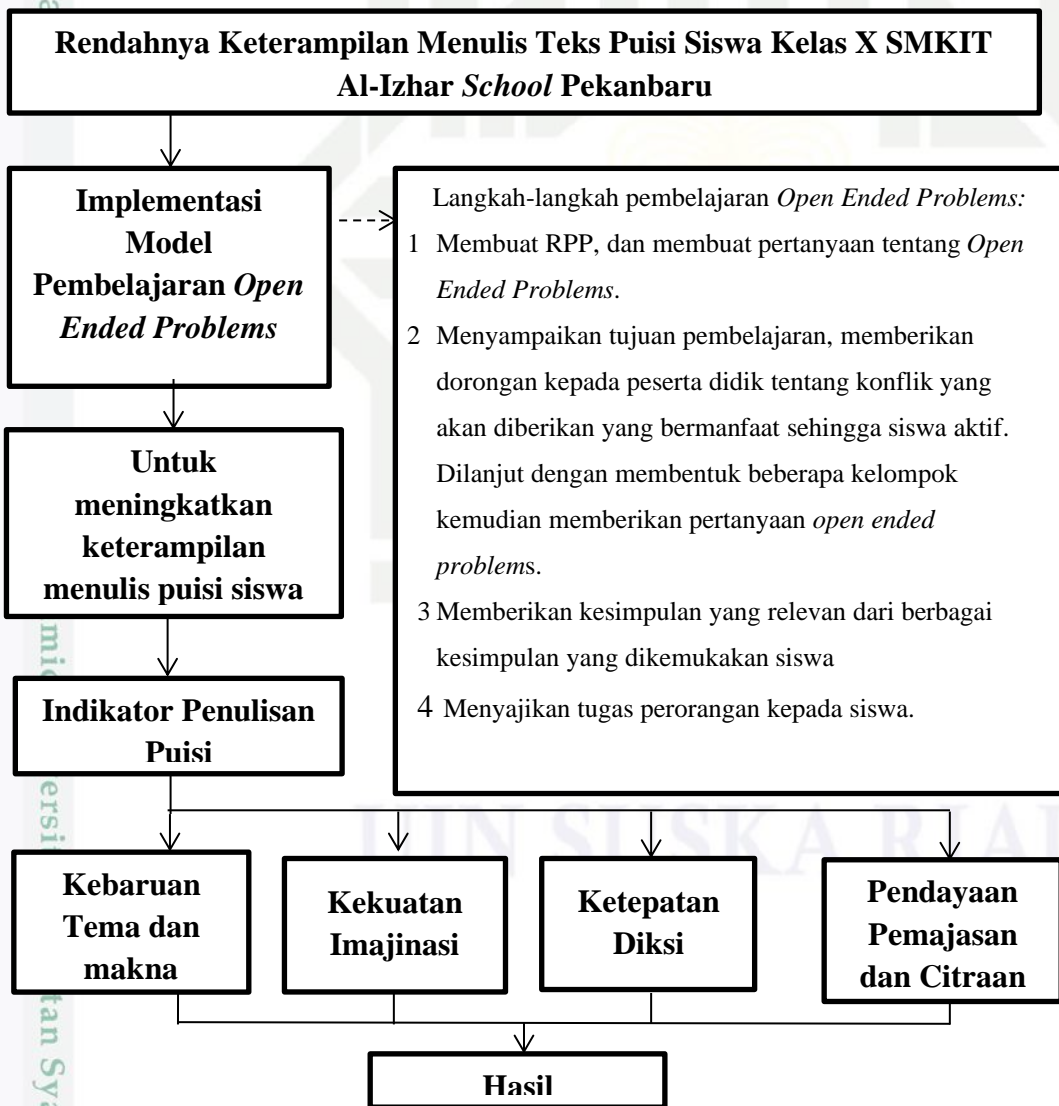 Rendahnya Keterampilan Menulis Teks Puisi Siswa Kelas X SMKIT
Al-Izhar School Pekanbaru
Implementasi
Model
Pembelajaran Open
Ended Problems
Langkah-langkah pembelajaran Open Ended Problems:
1 Membuat RPP, dan membuat pertanyaan tentang Open
Ended Problems.
2 Menyampaikan tujuan pembelajaran, memberikan
dorongan kepada peserta didik tentang konflik yang
akan diberikan yang bermanfaat sehingga siswa aktif.
Dilanjut dengan membentuk beberapa kelompok
kemudian memberikan pertanyaan open ended
problems.
3 Memberikan kesimpulan yang relevan dari berbagai
kesimpulan yang dikemukakan siswa
4 Menyajikan tugas perorangan kepada siswa.
Untuk
meningkatkan
keterampilan
menulis puisi siswa
Indikator Penulisan
Puisi
Kebaruan
Tema dan
makna
Kekuatan
Imajinasi
Ketepatan
Diksi
Pendayaan
Pemajasan
dan Citraan
Hasil
UIN SUSKA RIAU